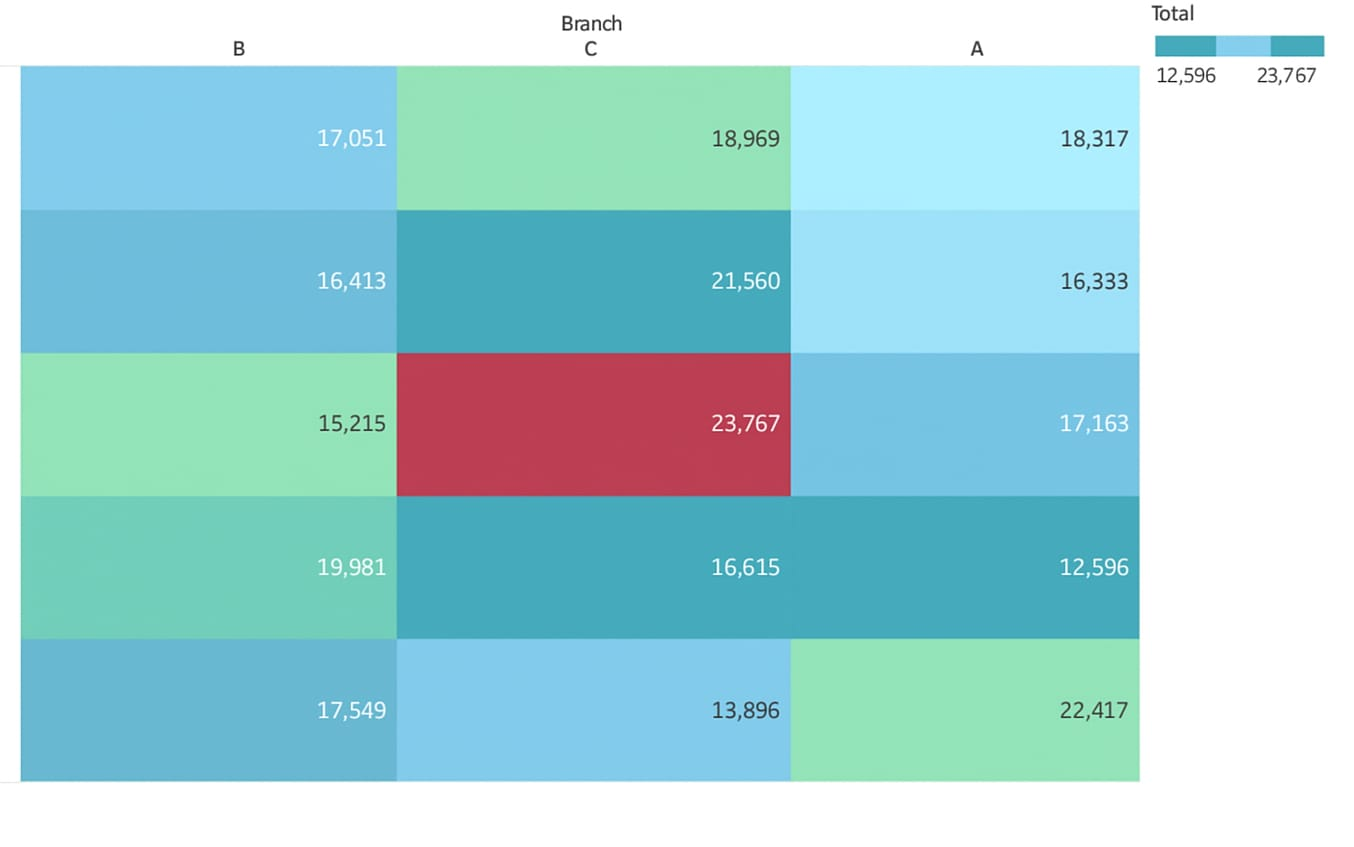 Branch
B C A
Total
12,596 23,767
17,051 18,969 18,317
16,413 21,560 16,333
15,215 23,767 17,163
19,981 16,615 12,596
17,549 13,896 22,417